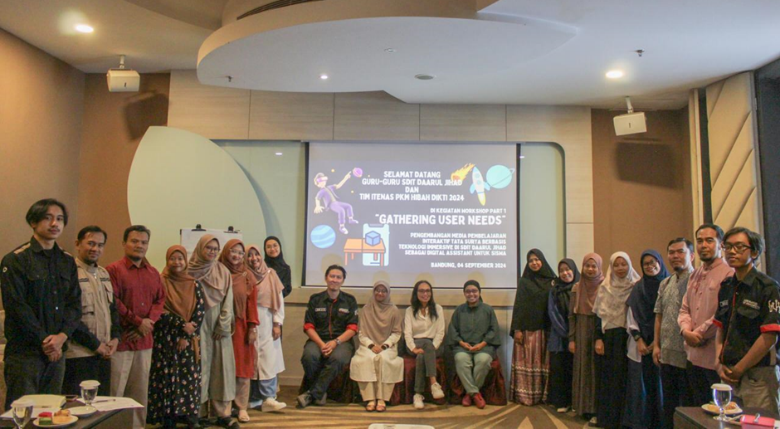 SELAMAT DATANG
GURU-GURU SDIT DAARUL JIHAD
DAN
TIM ITENAS PKM HIBAH DIKTI 2024
DI KEGIATAN WORKSHOP PART 1
"GATHERING USER NEEDS"
PENGEMBANGAN MEDIA PEMBELAJARAN
INTERAKTIF TATA SURYA BERBASIS
TEKNOLOGI IMMERSIVE DI SDIT DAARUL JIHAD
SEBAGAI DIGITAL ASSISTANT UNTUK SISWA
BANDUNG, 04 SEPTEMBER 2024